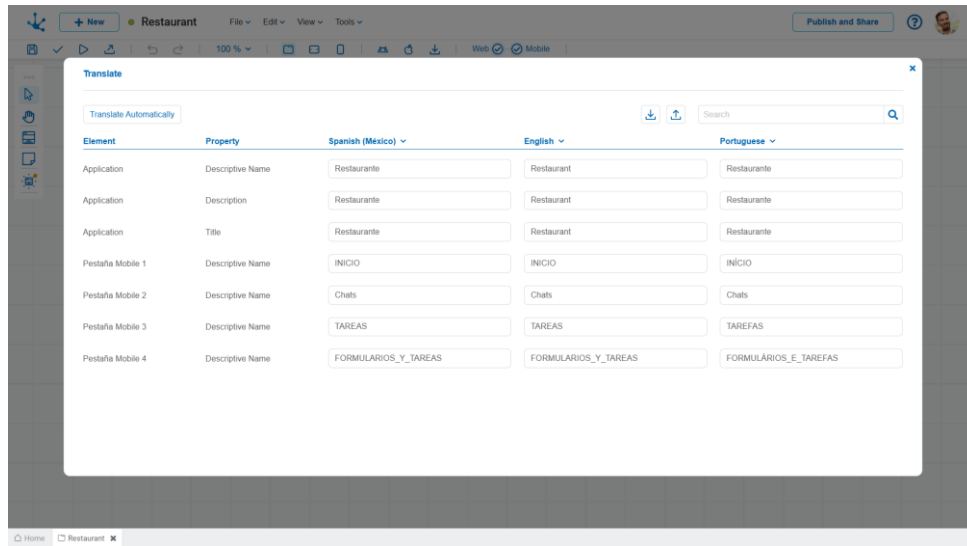 + New Restaurant File Edit View Tools Publish and Share ?
100 % Web Mobile
Translate
Translate Automatically Search
Element Property Spanish (México) English Portuguese
Application Descriptive Name Restaurante Restaurant Restaurante
Application Description Restaurante Restaurant Restaurante
Application Title Restaurante Restaurant Restaurante
Pestaña Mobile 1 Descriptive Name INICIO INICIO INÍCIO
Pestaña Mobile 2 Descriptive Name Chats Chats Chats
Pestaña Mobile 3 Descriptive Name TAREAS TAREAS TAREFAS
Pestaña Mobile 4 Descriptive Name FORMULARIOS_Y_TAREAS FORMULARIOS_Y_TAREAS FORMULÁRIOS_E_TAREFAS
Home Restaurant